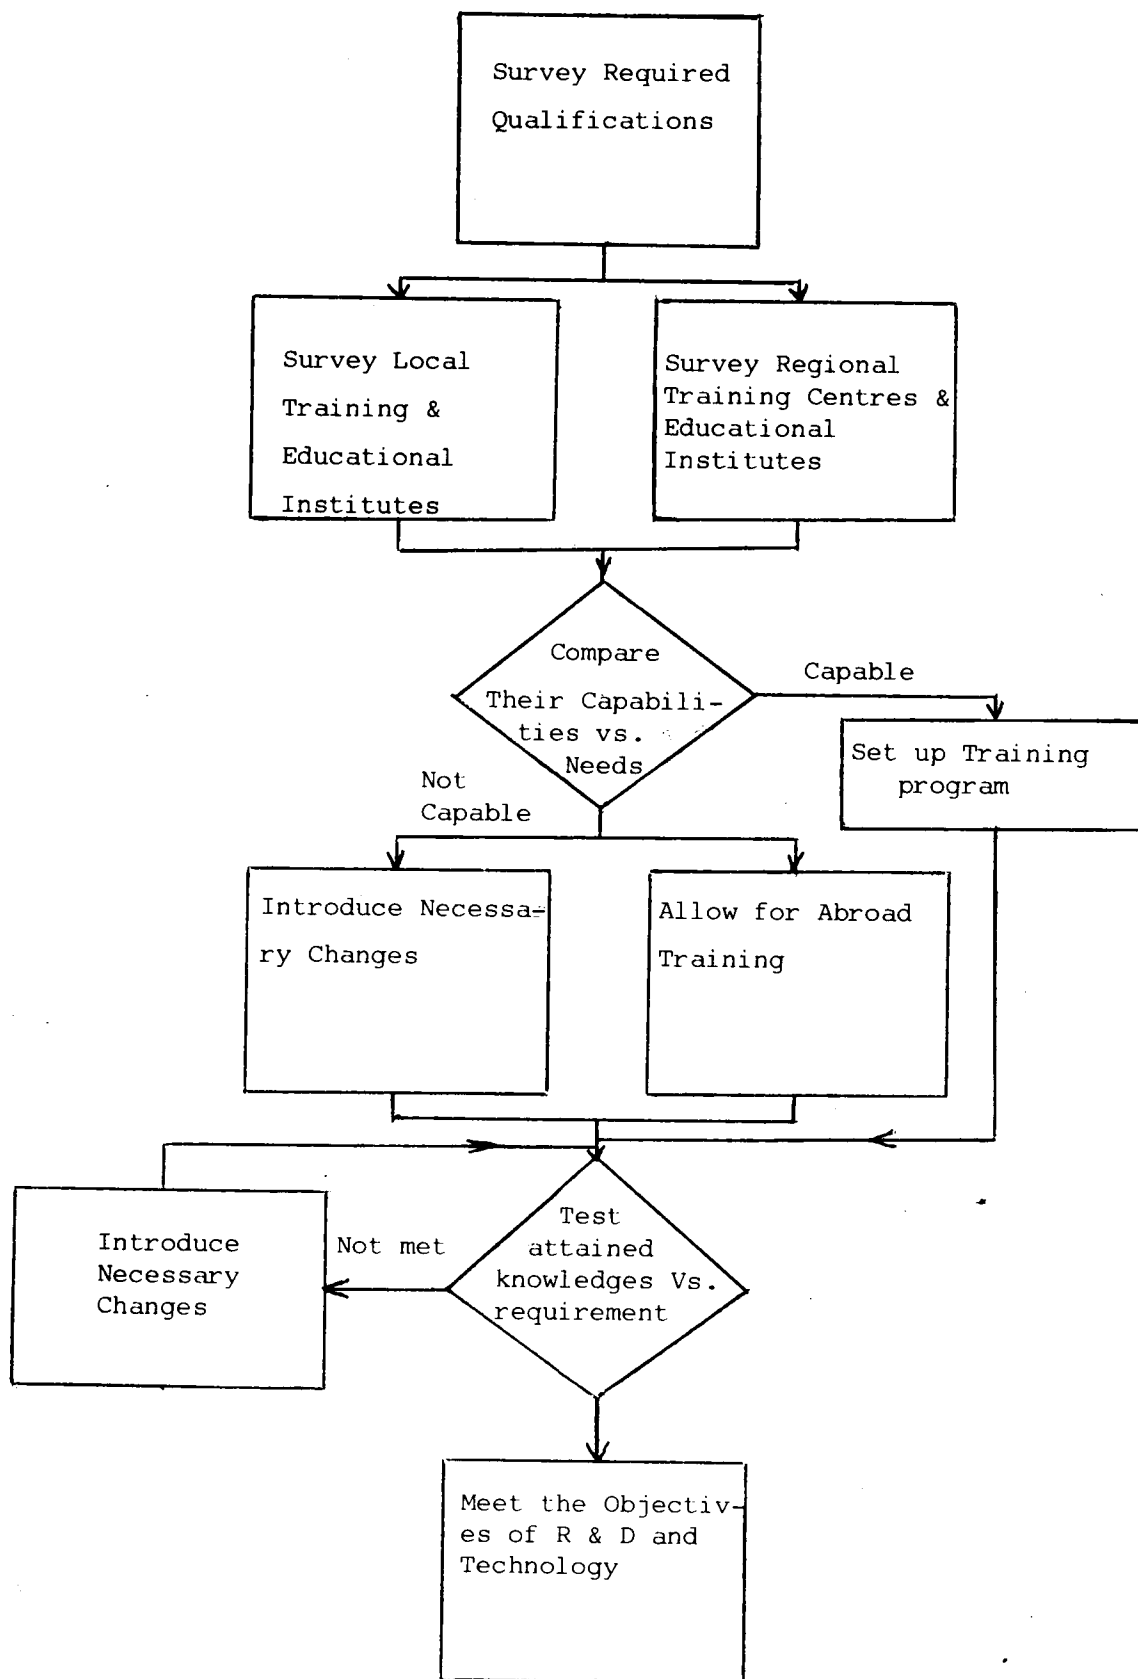 Survey Required
Qualifications
Survey Local
Training &
Educational
Institutes
Survey Regional
Training Centres &
Educational
Institutes
Compare
Their Capabili-
ties vs.
Needs
Capable
Set up Training
program
Not
Capable
Introduce Necessa-
ry Changes
Allow for Abroad
Training
Test
attained
knowledges Vs.
requirement
Not met
Introduce
Necessary
Changes
Meet the Objectiv-
es of R & D and
Technology